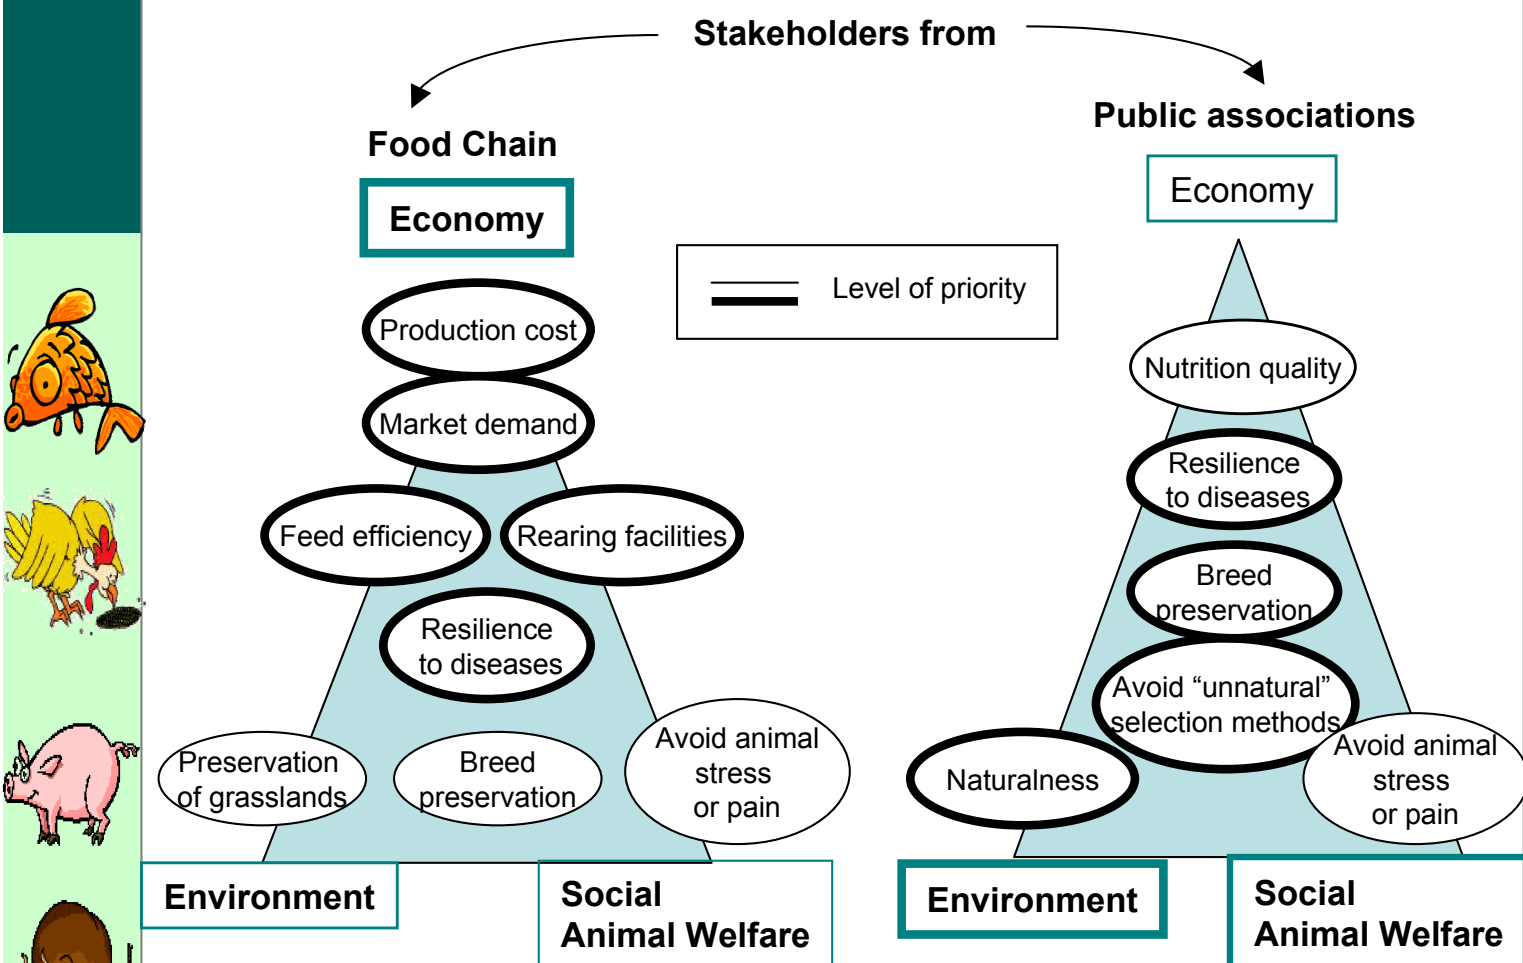 Stakeholders from
Food Chain
Economy
Production cost
Market demand
Feed efficiency
Rearing facilities
Resilience
to diseases
Preservation
of grasslands
Breed
preservation
Avoid animal
stress
or pain
Environment
Social
Animal Welfare
Level of priority
Public associations
Economy
Nutrition quality
Resilience
to diseases
Breed
preservation
Avoid “unnatural”
selection methods
Naturalness
Avoid animal
stress
or pain
Environment
Social
Animal Welfare